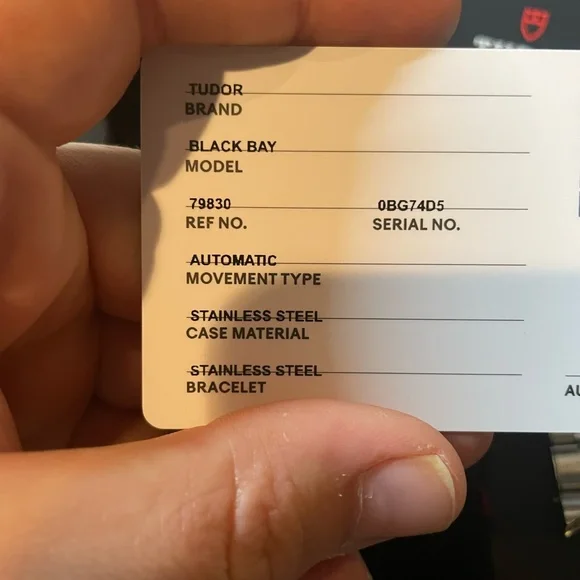 TUDOR
BRAND
BLACK BAY
MODEL
79830 0BG74D5
REF NO. SERIAL NO.
AUTOMATIC
MOVEMENT TYPE
STAINLESS STEEL
CASE MATERIAL
STAINLESS STEEL
BRACELET